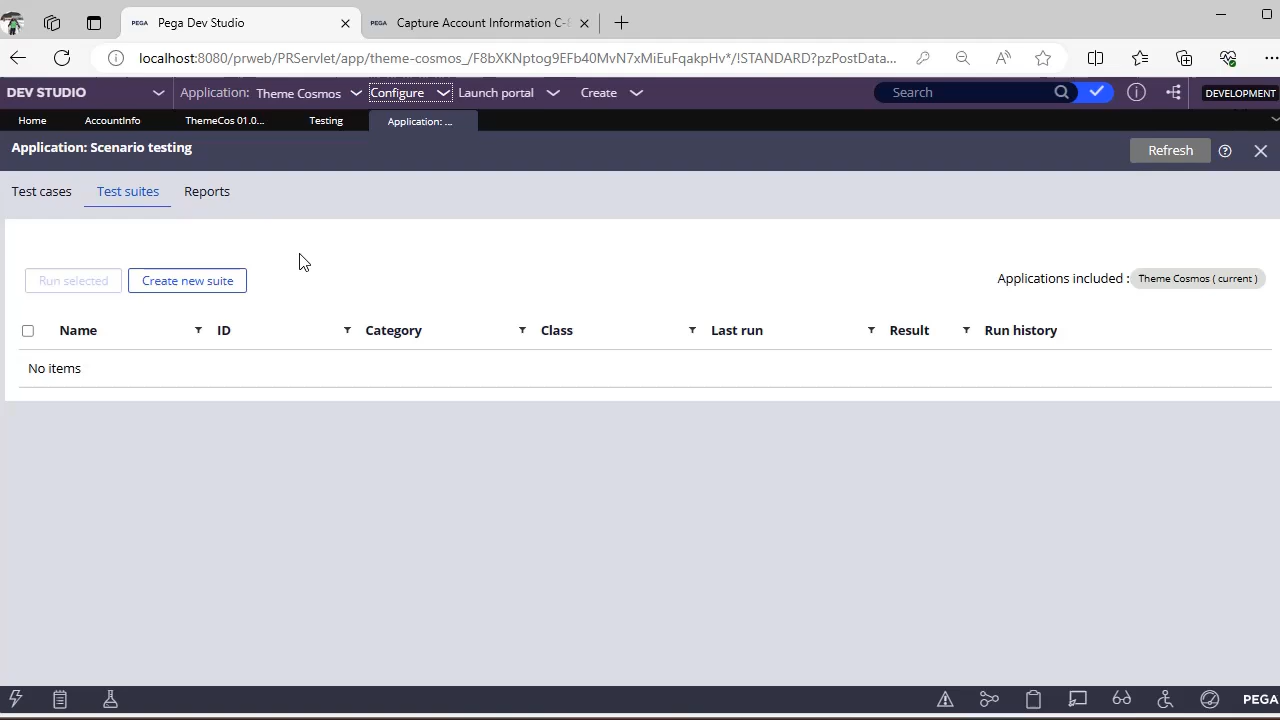 PEGA Pega Dev Studio
PEGA Capture Account Information C-
localhost:8080/prweb/PRServlet/app/theme-cosmos_/F8bXKNptog9EFb40MvN7xMiEuFqakpHv*/!STANDARD?pzPostData...
DEV STUDIO Application: Theme Cosmos Configure Launch portal Create Search DEVELOPMENT
Home AccountInfo ThemeCos 01.0... Testing Application: ...
Application: Scenario testing Refresh
Test cases Test suites Reports
Run selected Create new suite Applications included : Theme Cosmos ( current )
Name ID Category Class Last run Result Run history
No items
PEGA